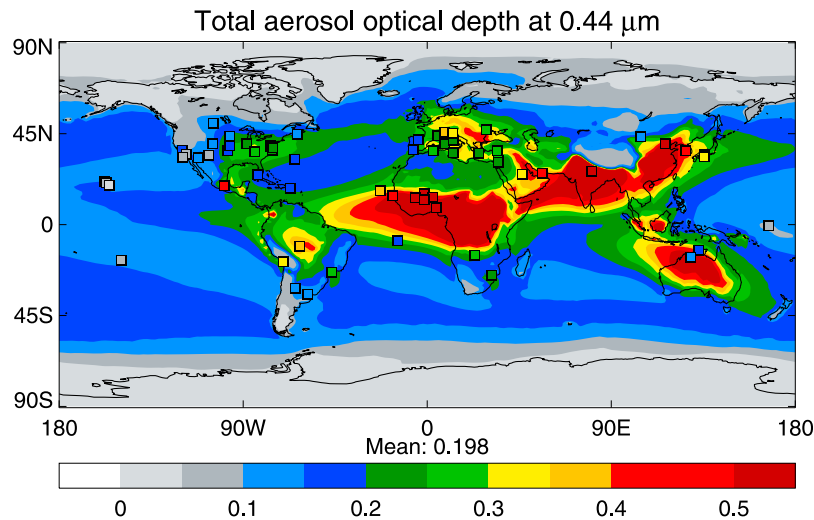 Total aerosol optical depth at 0.44 μm
90N
45N
0
45S
90S
180 90W 0 90E 180
Mean: 0.198
0 0.1 0.2 0.3 0.4 0.5